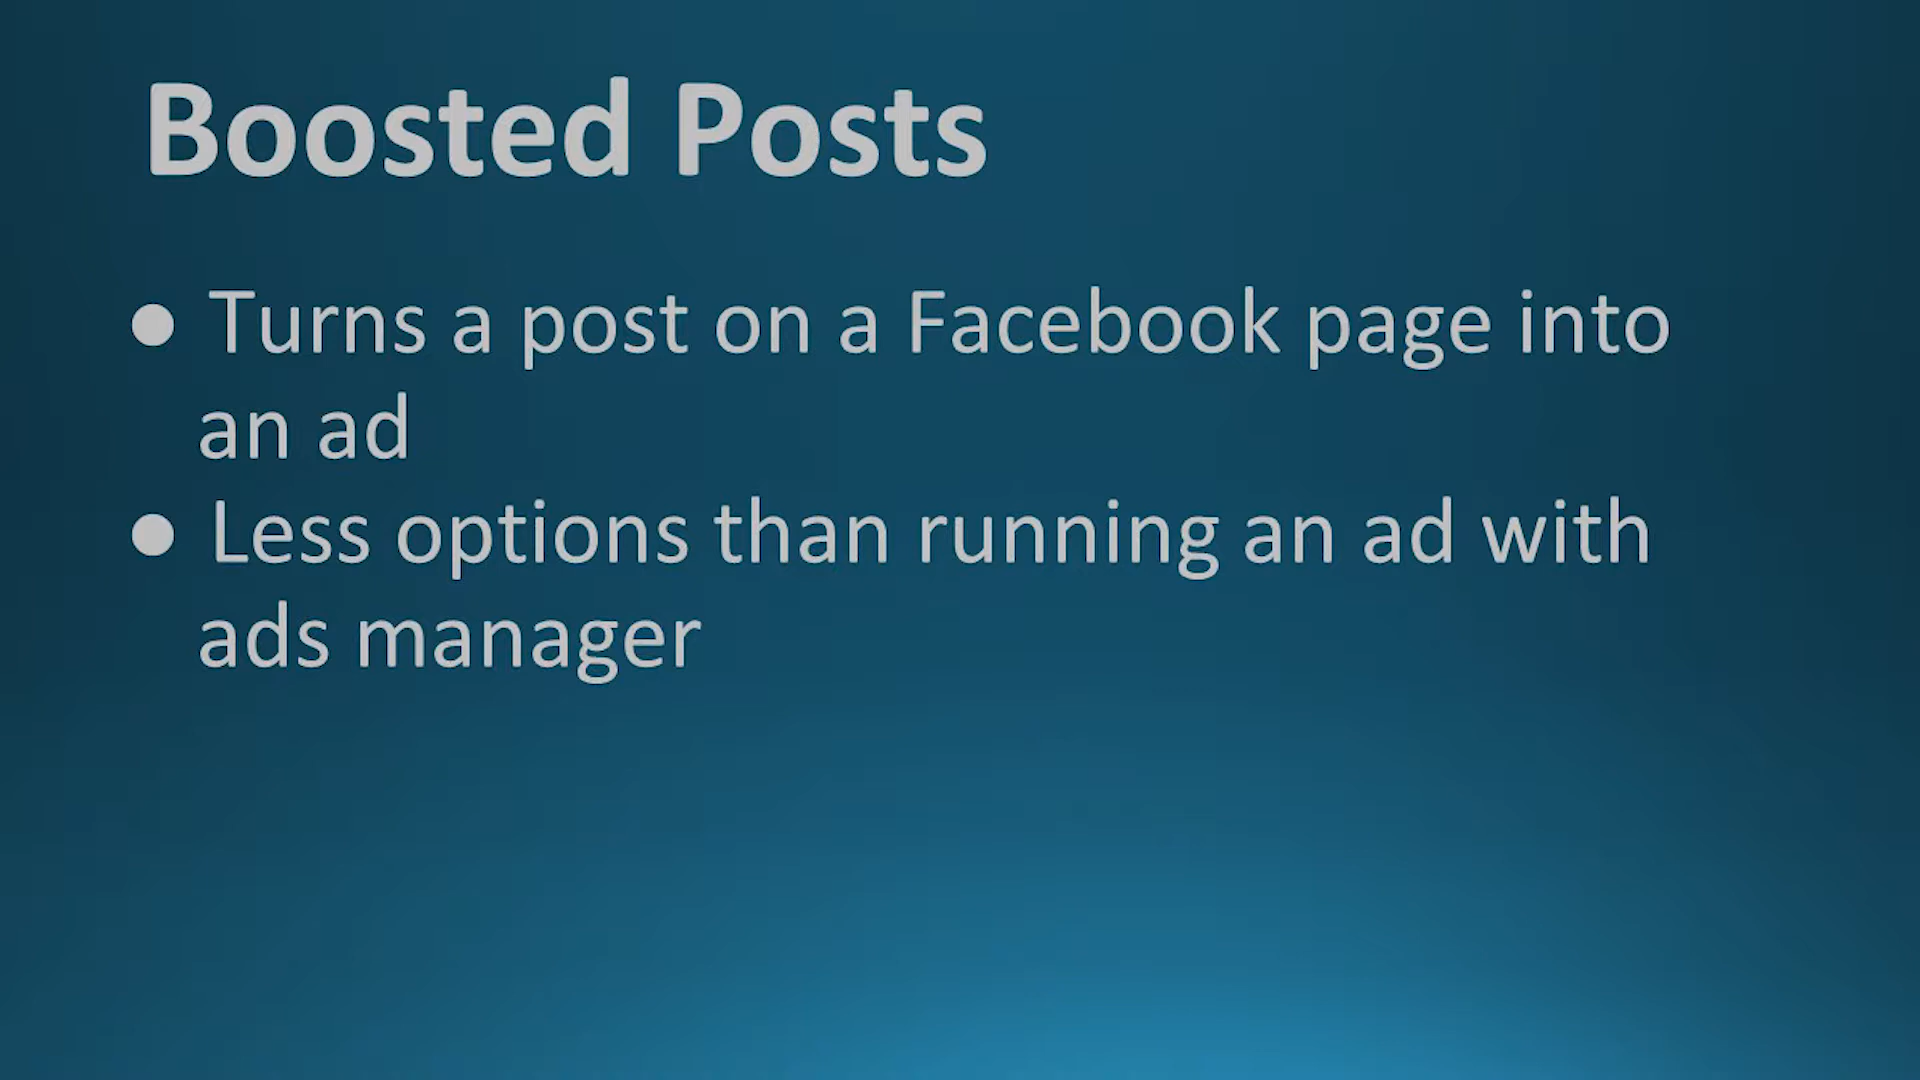 Boosted Posts
● Turns a post on a Facebook page into
an ad
● Less options than running an ad with
ads manager